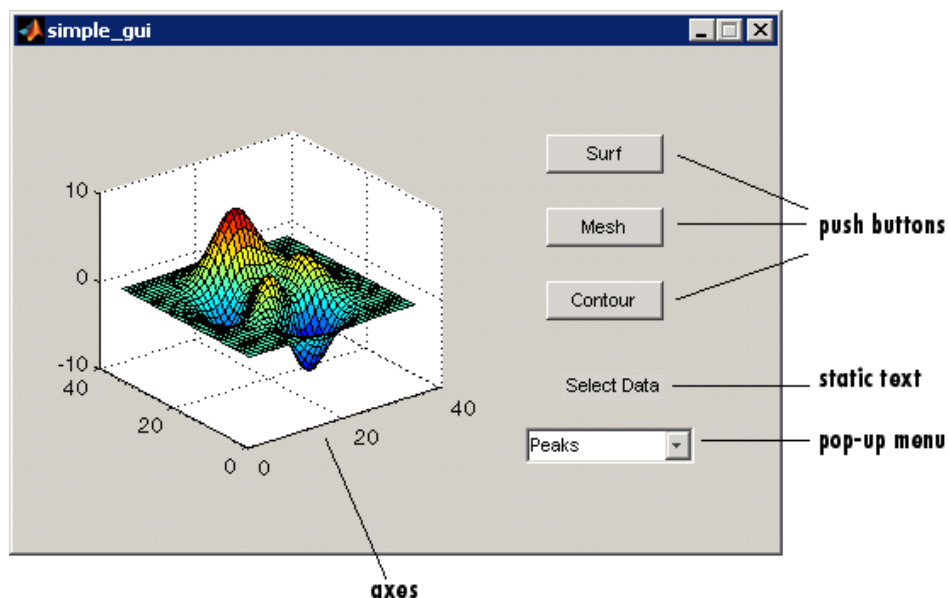 simple_gui
Surf
Mesh
Contour
push buttons
Select Data
static text
Peaks
pop-up menu
10
0
-10
40
20
0
0
20
40
axes